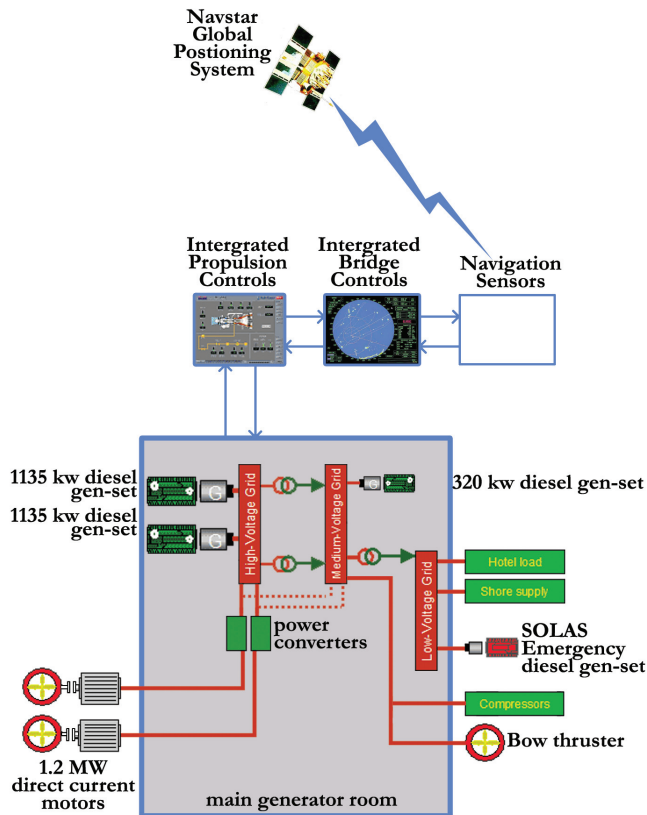 Navstar
Global
Postioning
System
Intergrated
Propulsion
Controls
Intergrated
Bridge
Controls
Navigation
Sensors
1135 kw diesel
gen-set
1135 kw diesel
gen-set
G
G
High-Voltage Grid
Medium-Voltage Grid
G
320 kw diesel gen-set
Low-Voltage Grid
Hotel load
Shore supply
SOLAS
Emergency
diesel gen-set
power
converters
Compressors
Bow thruster
1.2 MW
direct current
motors
main generator room